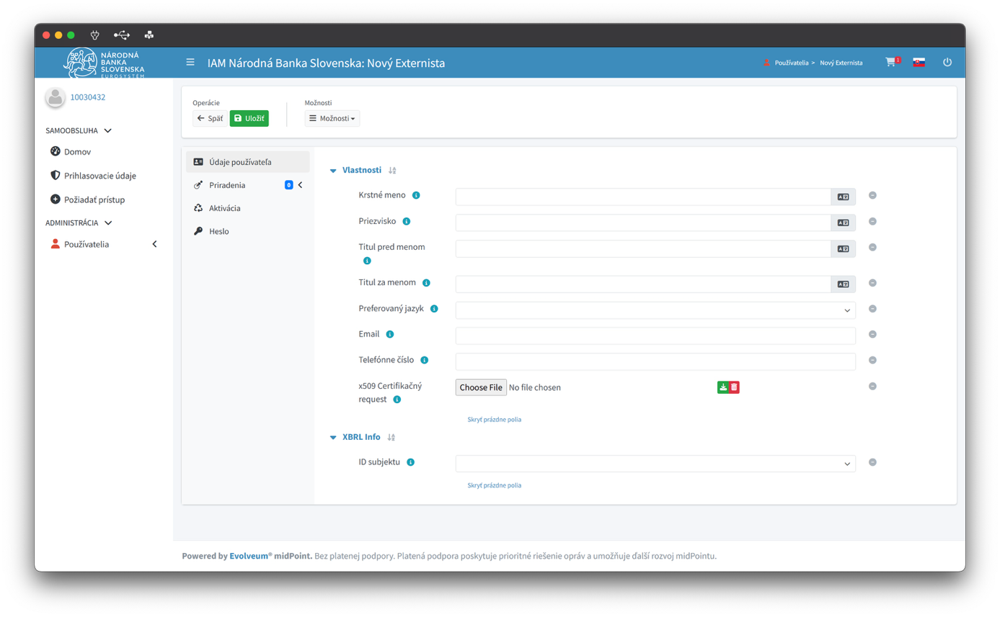 NÁRODNÁ
BANKA
SLOVENSKA
EUROSYSTÉM
IAM Národná Banka Slovenska: Nový Externista
Používatelia > Nový Externista
1
10030432
SAMOOBSLUHA
Domov
Prihlasovacie údaje
Požiadať prístup
ADMINISTRÁCIA
Používatelia
Operácie
Späť
Uložiť
Možnosti
Možnosti
Údaje používateľa
Priradenia
0
Aktivácia
Heslo
Vlastnosti
Krstné meno
Priezvisko
Titul pred menom
Titul za menom
Preferovaný jazyk
Email
Telefónne číslo
x509 Certifikačný
request
Choose File No file chosen
Skryť prázdne polia
XBRL Info
ID subjektu
Skryť prázdne polia
Powered by Evolveum® midPoint. Bez platenej podpory. Platená podpora poskytuje prioritné riešenie opráv a umožňuje ďalší rozvoj midPointu.